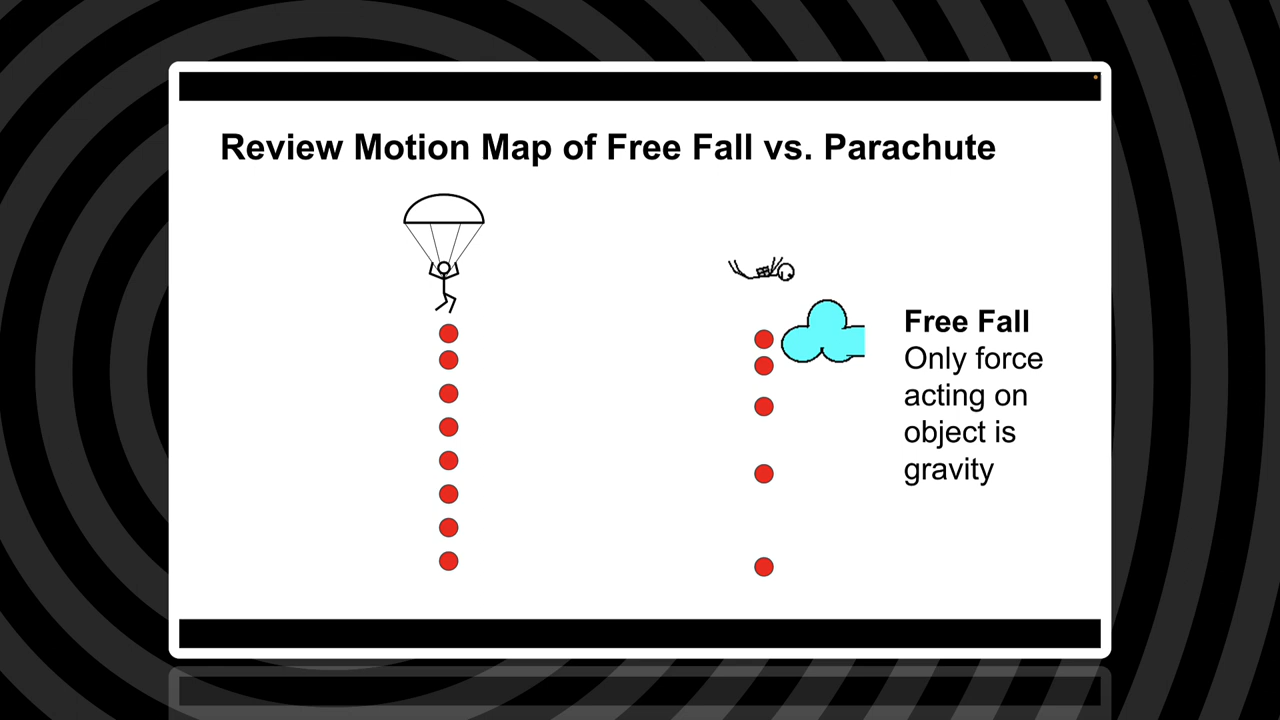 Review Motion Map of Free Fall vs. Parachute
Free Fall
Only force
acting on
object is
gravity